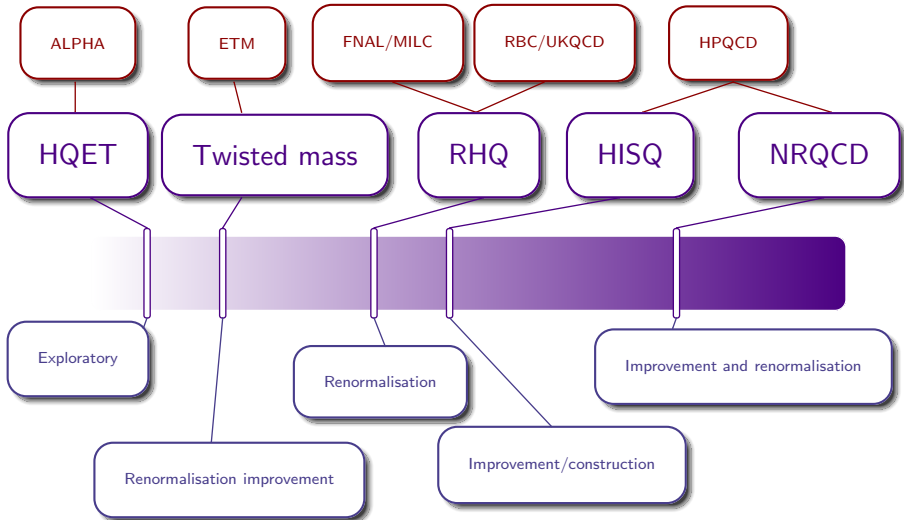 ALPHA
ETM
FNAL/MILC
RBC/UKQCD
HPQCD
HQET
Twisted mass
RHQ
HISQ
NRQCD
Exploratory
Renormalisation
Improvement and renormalisation
Renormalisation improvement
Improvement/construction